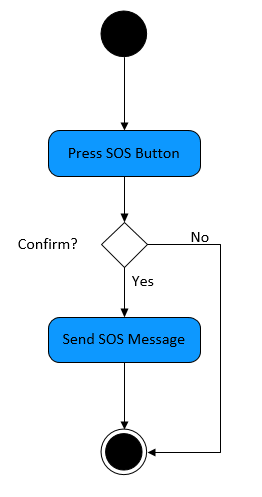 Press SOS Button
Confirm?
No
Yes
Send SOS Message